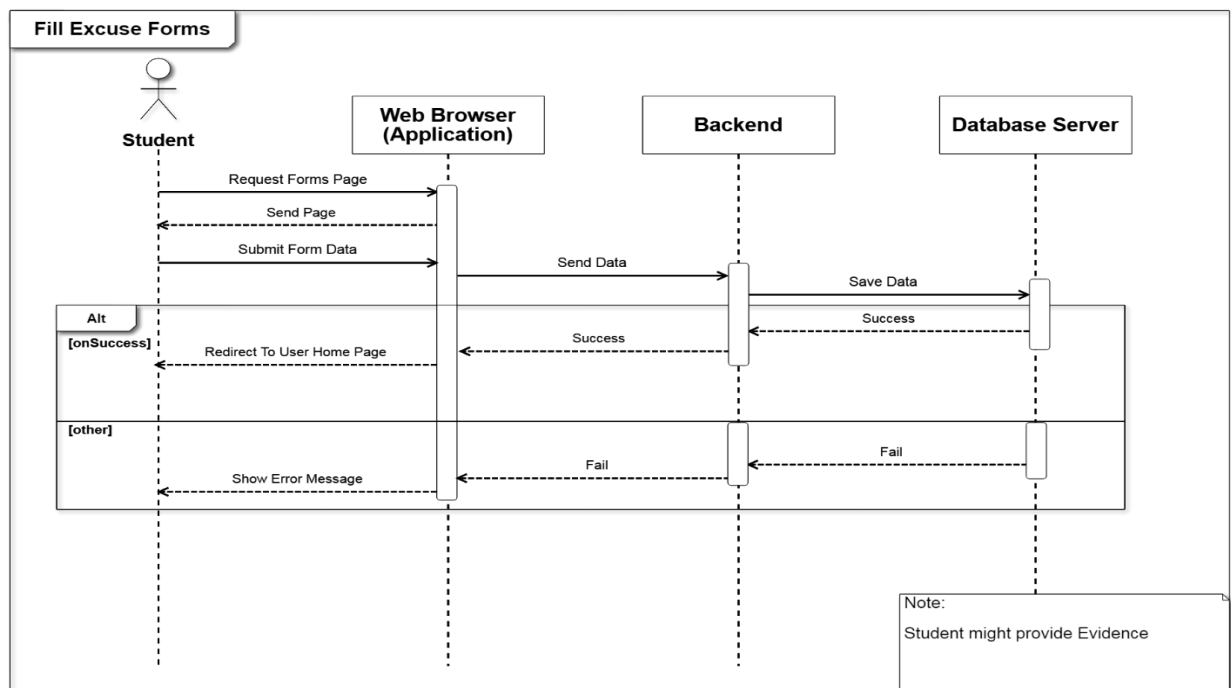 Fill Excuse Forms
Student
Web Browser
(Application)
Backend
Database Server
Request Forms Page
Send Page
Submit Form Data
Send Data
Save Data
Alt
[onSuccess]
Success
Success
Redirect To User Home Page
[other]
Fail
Fail
Show Error Message
Note:
Student might provide Evidence